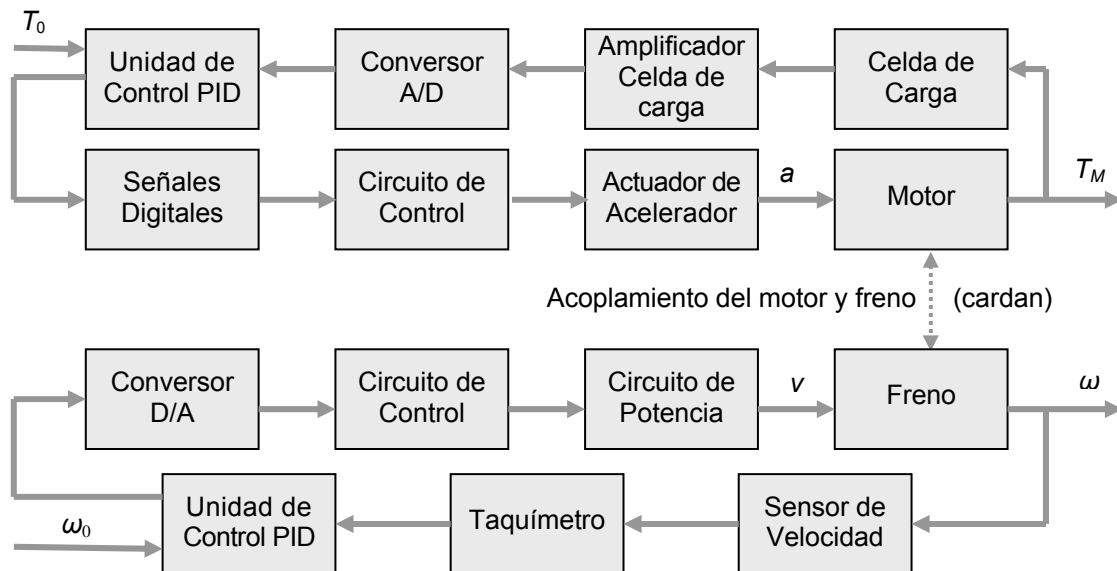 T0
Unidad de
Control PID
Conversor
A/D
Amplificador
Celda de
carga
Celda de
Carga
Señales
Digitales
Circuito de
Control
Actuador de
Acelerador
a
Motor
TM
Acoplamiento del motor y freno (cardan)
Conversor
D/A
Circuito de
Control
Circuito de
Potencia
v
Freno
ω
ω0
Unidad de
Control PID
Taquímetro
Sensor de
Velocidad